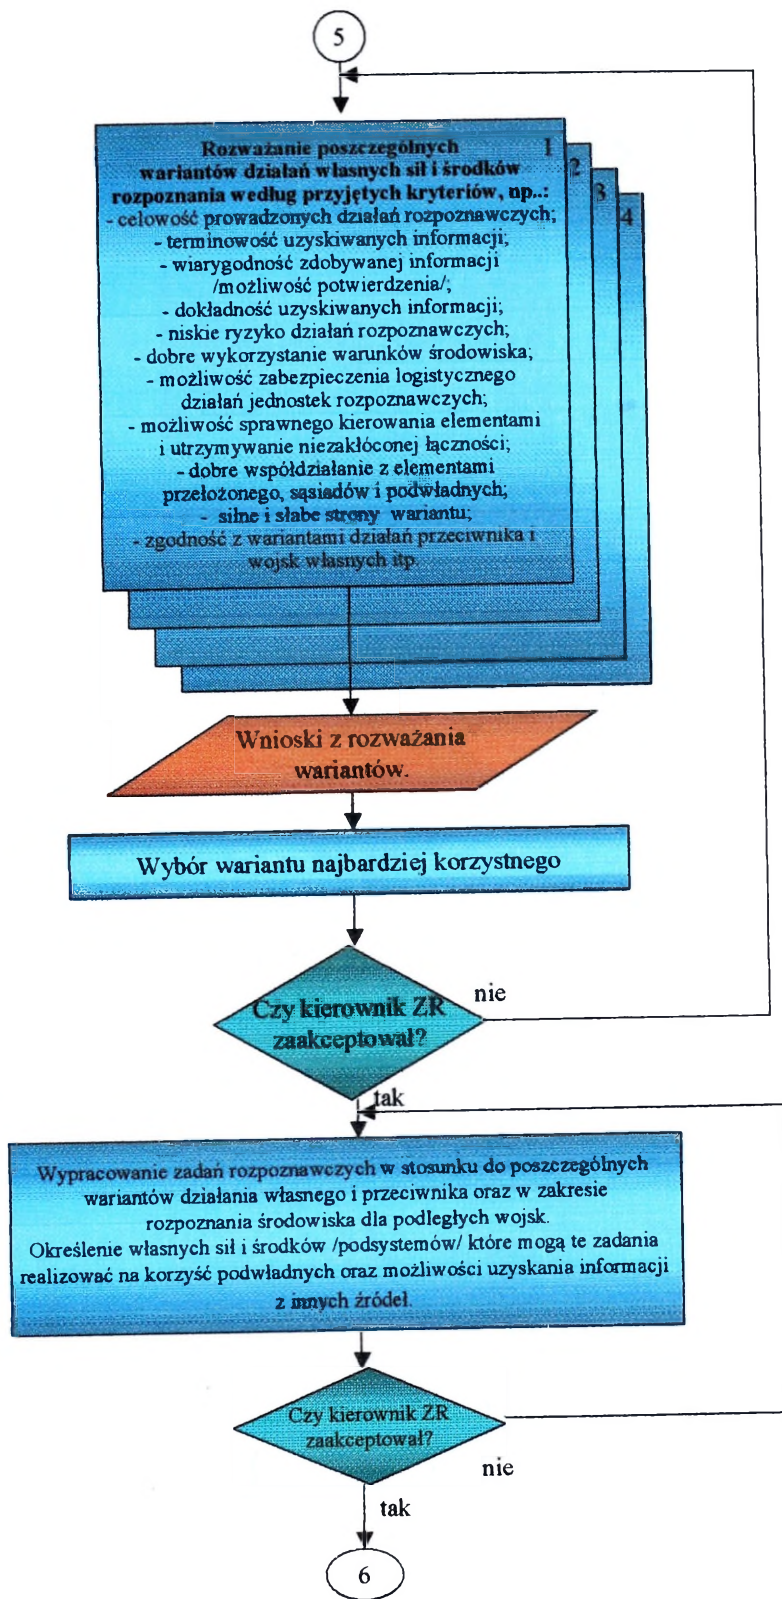 5
Rozważanie poszczególnych 1
wariantów działań własnych sił i środków 2
rozpoznania według przyjętych kryteriów, np..: 3
- celowość prowadzonych działań rozpoznawczych; 4
- terminowość uzyskiwanych informacji;
- wiarygodność zdobywanej informacji
/możliwość potwierdzenia/;
- dokładność uzyskiwanych informacji;
- niskie ryzyko działań rozpoznawczych;
- dobre wykorzystanie warunków środowiska;
- możliwość zabezpieczenia logistycznego
działań jednostek rozpoznawczych;
- możliwość sprawnego kierowania elementami
i utrzymywanie niezakłóconej łączności;
- dobre współdziałanie z elementami
przełożonego, sąsiadów i podwładnych;
- silne i słabe strony wariantu;
- zgodność z wariantami działań przeciwnika i
wojsk własnych itp.
Wnioski z rozważania
wariantów.
Wybór wariantu najbardziej korzystnego
nie
Czy kierownik ZR
zaakceptował?
tak
Wypracowanie zadań rozpoznawczych w stosunku do poszczególnych
wariantów działania własnego i przeciwnika oraz w zakresie
rozpoznania środowiska dla podległych wojsk.
Określenie własnych sił i środków /podsystemów/ które mogą te zadania
realizować na korzyść podwładnych oraz możliwości uzyskania informacji
z innych źródeł.
Czy kierownik ZR
zaakceptował?
nie
tak
6